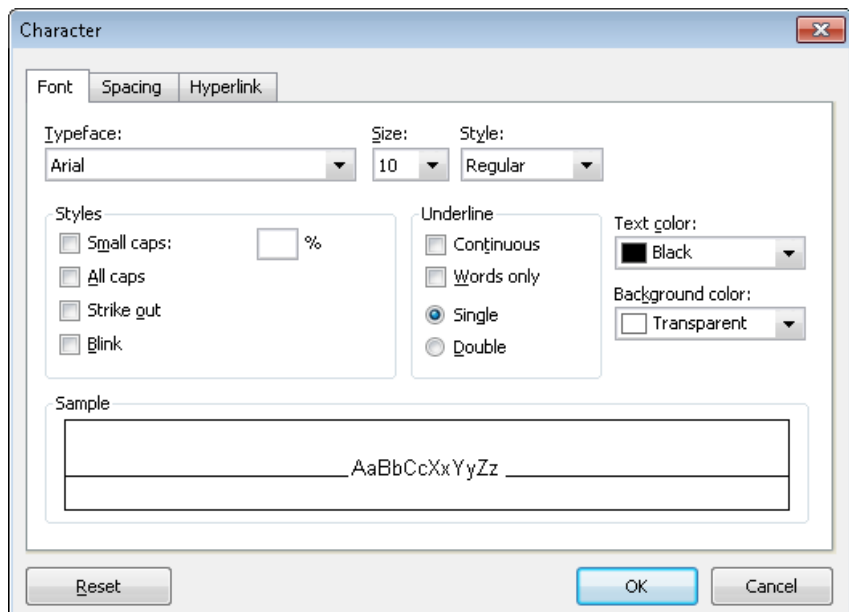 Character
Font Spacing Hyperlink
Typeface: Size: Style:
Arial 10 Regular
Styles Underline Text color:
Small caps: % Continuous Black
All caps Words only Background color:
Strike out Single Transparent
Blink Double
Sample
AaBbCcXxYyZz
Reset OK Cancel